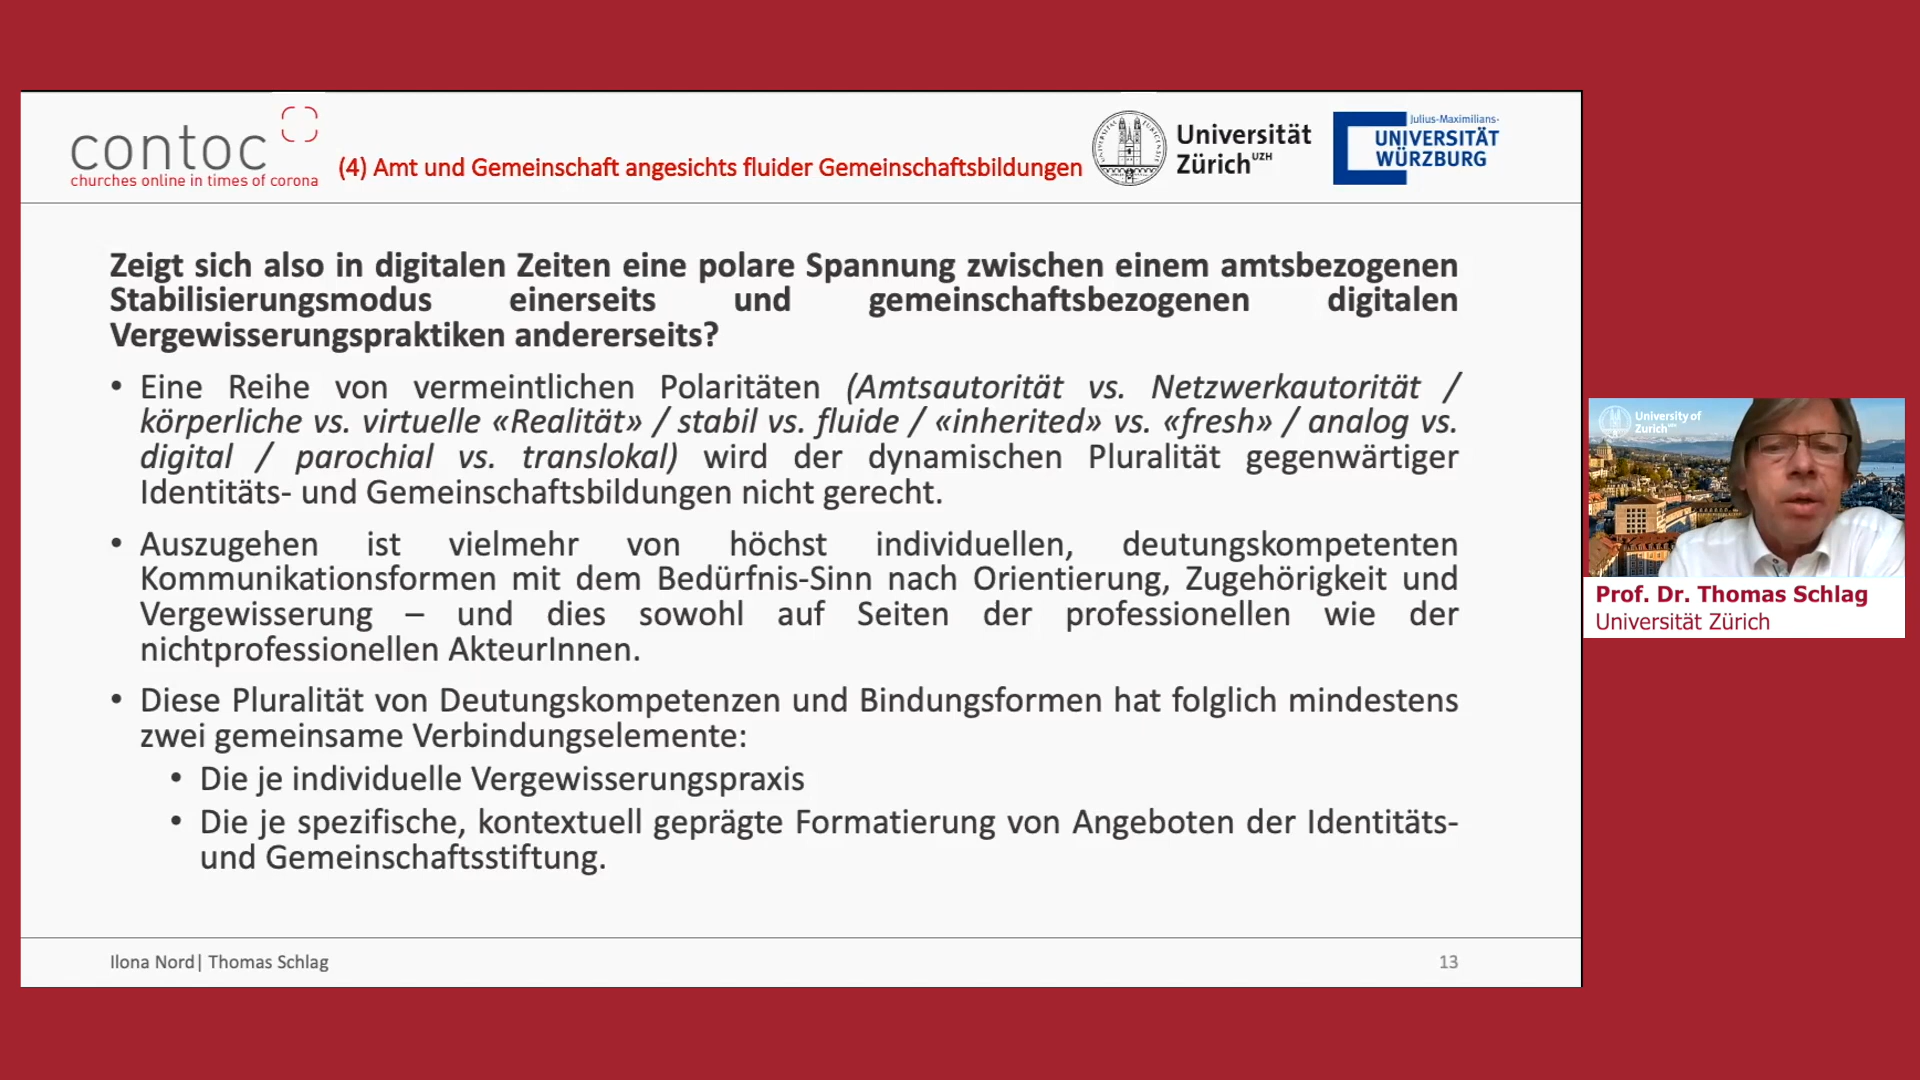 contoc
churches online in times of corona
(4) Amt und Gemeinschaft angesichts fluider Gemeinschaftsbildungen
Universität
Zürich UZH
Julius-Maximilians-
UNIVERSITÄT
WÜRZBURG
Zeigt sich also in digitalen Zeiten eine polare Spannung zwischen einem amtsbezogenen
Stabilisierungsmodus einerseits und gemeinschaftsbezogenen digitalen
Vergewisserungspraktiken andererseits?
• Eine Reihe von vermeintlichen Polaritäten (Amtsautorität vs. Netzwerkautorität /
körperliche vs. virtuelle «Realität» / stabil vs. fluide / «inherited» vs. «fresh» / analog vs.
digital / parochial vs. translokal) wird der dynamischen Pluralität gegenwärtiger
Identitäts- und Gemeinschaftsbildungen nicht gerecht.
• Auszugehen ist vielmehr von höchst individuellen, deutungskompetenten
Kommunikationsformen mit dem Bedürfnis-Sinn nach Orientierung, Zugehörigkeit und
Vergewisserung – und dies sowohl auf Seiten der professionellen wie der
nichtprofessionellen AkteurInnen.
• Diese Pluralität von Deutungskompetenzen und Bindungsformen hat folglich mindestens
zwei gemeinsame Verbindungselemente:
• Die je individuelle Vergewisserungspraxis
• Die je spezifische, kontextuell geprägte Formatierung von Angeboten der Identitäts-
und Gemeinschaftsstiftung.
Ilona Nord| Thomas Schlag
13
University of
Zurich
Prof. Dr. Thomas Schlag
Universität Zürich